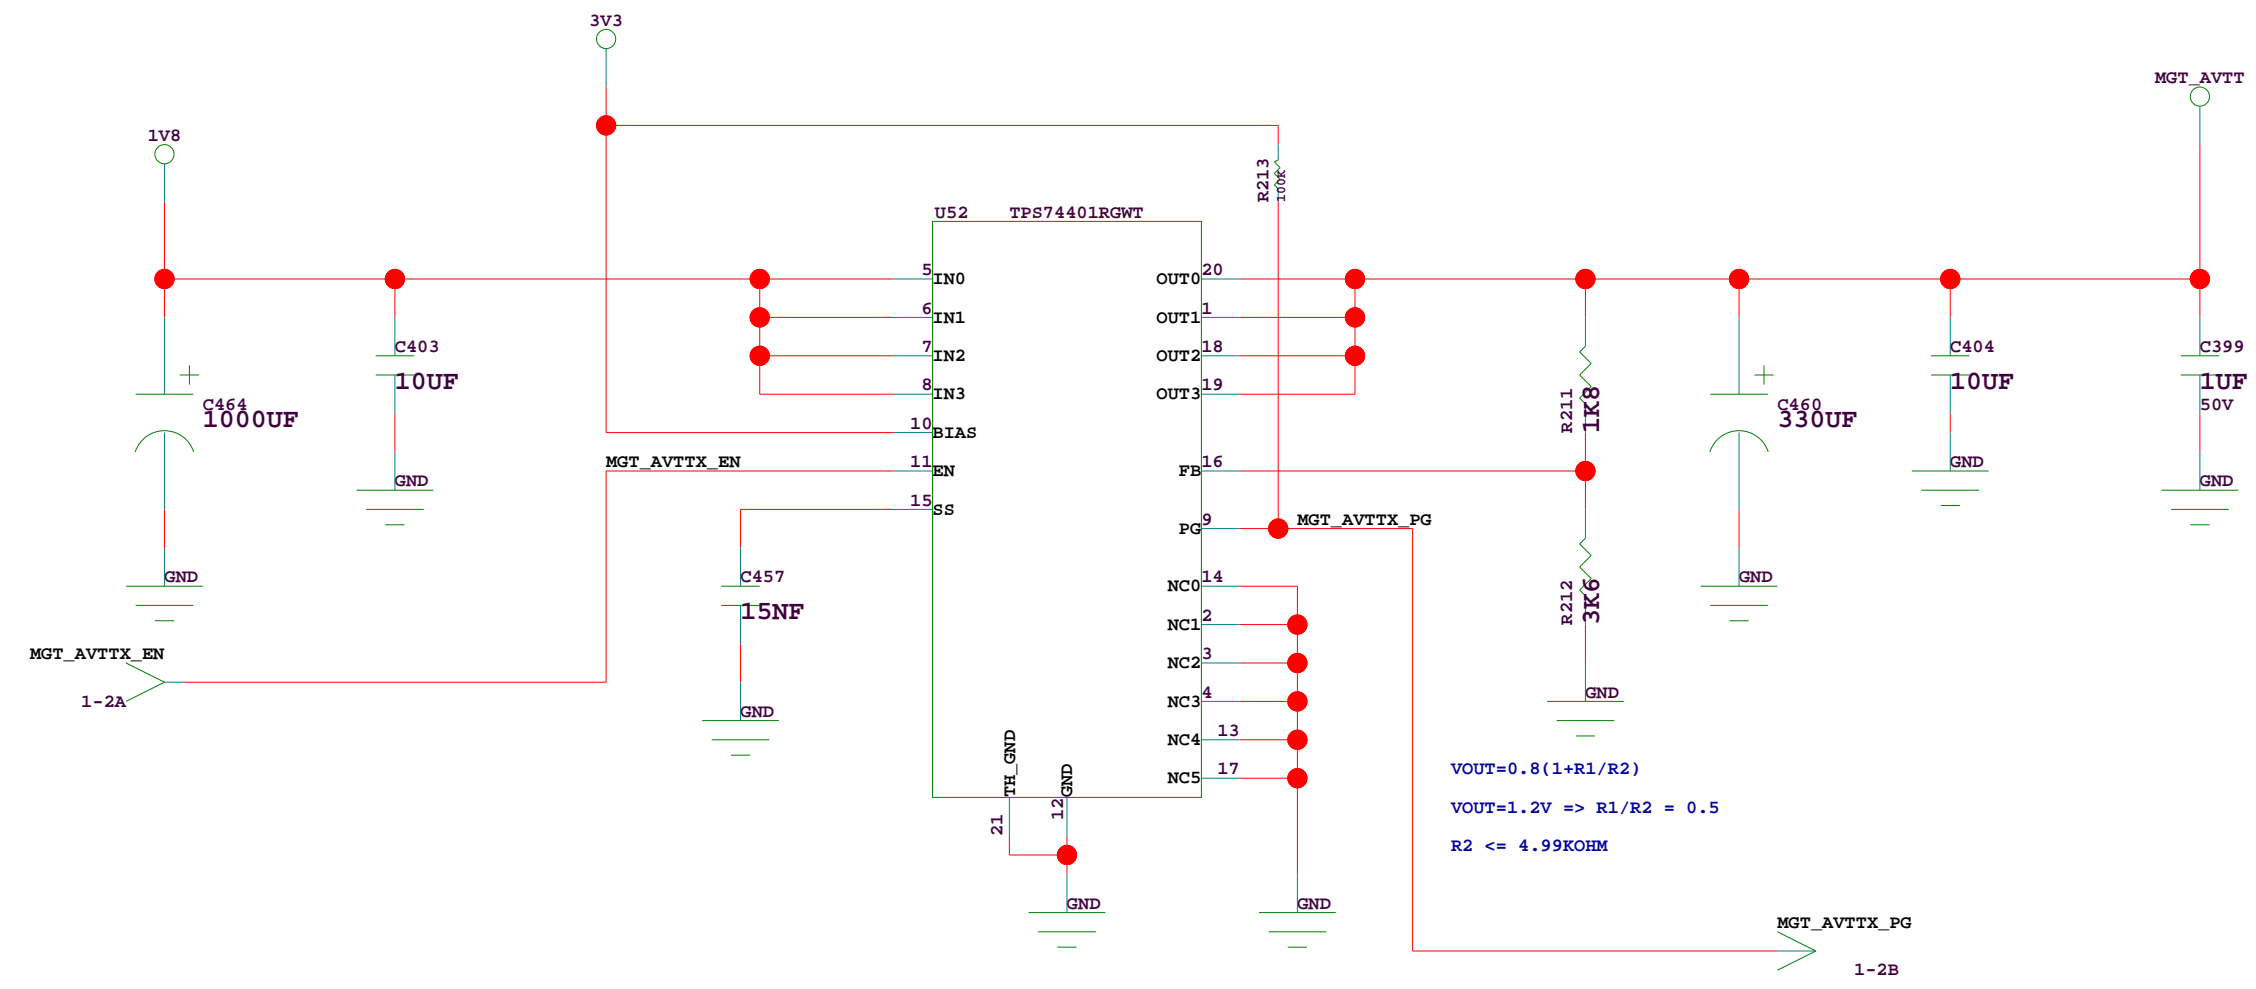 3V3
MGT_AVTT
1V8
R213
100K
U52 TPS74401RGWT
5 IN0
6 IN1
7 IN2
8 IN3
10 BIAS
11 EN
15 SS
OUT0 20
OUT1 1
OUT2 18
OUT3 19
FB 16
PG 9
NC0 14
NC1 2
NC2 3
NC3 4
NC4 13
NC5 17
TH_GND
21
GND
12
C464
1000UF
GND
C403
10UF
GND
MGT_AVTTX_EN
C457
15NF
GND
MGT_AVTTX_EN
1-2A
GND
GND
MGT_AVTTX_PG
R211
1K8
R212
3K6
GND
C460
330UF
GND
C404
10UF
GND
C399
1UF
50V
GND
VOUT=0.8(1+R1/R2)
VOUT=1.2V => R1/R2 = 0.5
R2 <= 4.99KOHM
MGT_AVTTX_PG
1-2B